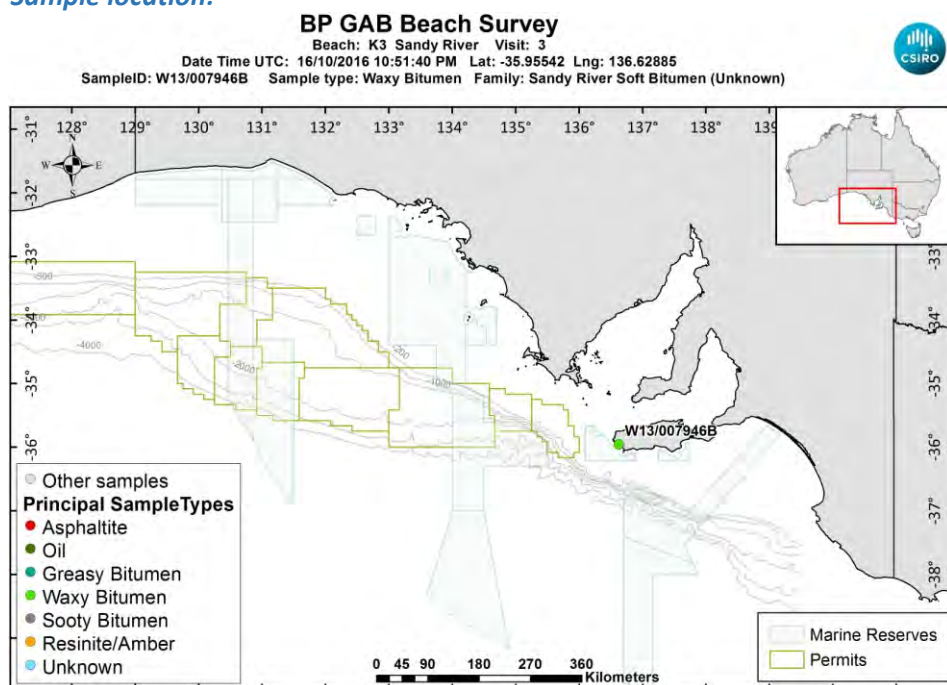 Sample location:
BP GAB Beach Survey
Beach: K3 Sandy River Visit: 3
Date Time UTC: 16/10/2016 10:51:40 PM Lat: -35.95542 Lng: 136.62885
SampleID: W13/007946B Sample type: Waxy Bitumen Family: Sandy River Soft Bitumen (Unknown)
CSIRO
128° 129° 130° 131° 132° 133° 134° 135° 136° 137° 138° 139
-31° -31°
N
W E
S
-32° -32°
-33° -33°
-500
-34° -34°
-4000
-2000
-200
-1000
-35° -35°
W13/007946B
-36° -36°
-37°
-38°
Other samples
Principal SampleTypes
Asphaltite
Oil
Greasy Bitumen
Waxy Bitumen
Sooty Bitumen
Resinite/Amber
Unknown
0 45 90 180 270 360
Kilometers
Marine Reserves
Permits